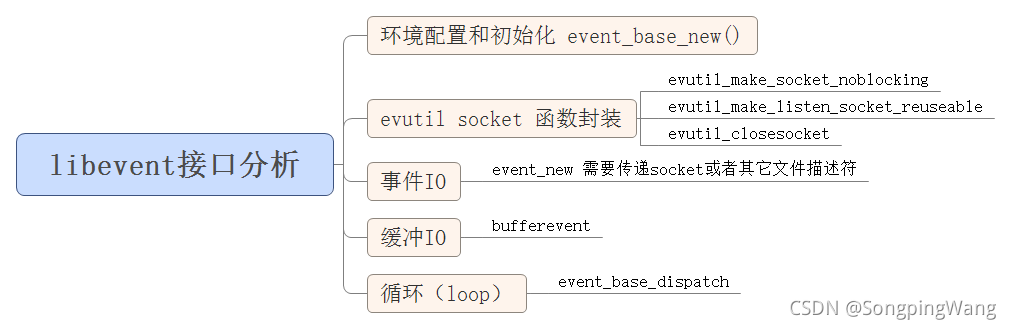 libevent接口分析
环境配置和初始化 event_base_new()
evutil socket 函数封装
evutil_make_socket_noblocking
evutil_make_listen_socket_reuseable
evutil_closesocket
事件IO
event_new 需要传递socket或者其它文件描述符
缓冲IO
bufferevent
循环（loop）
event_base_dispatch
CSDN @SongpingWang